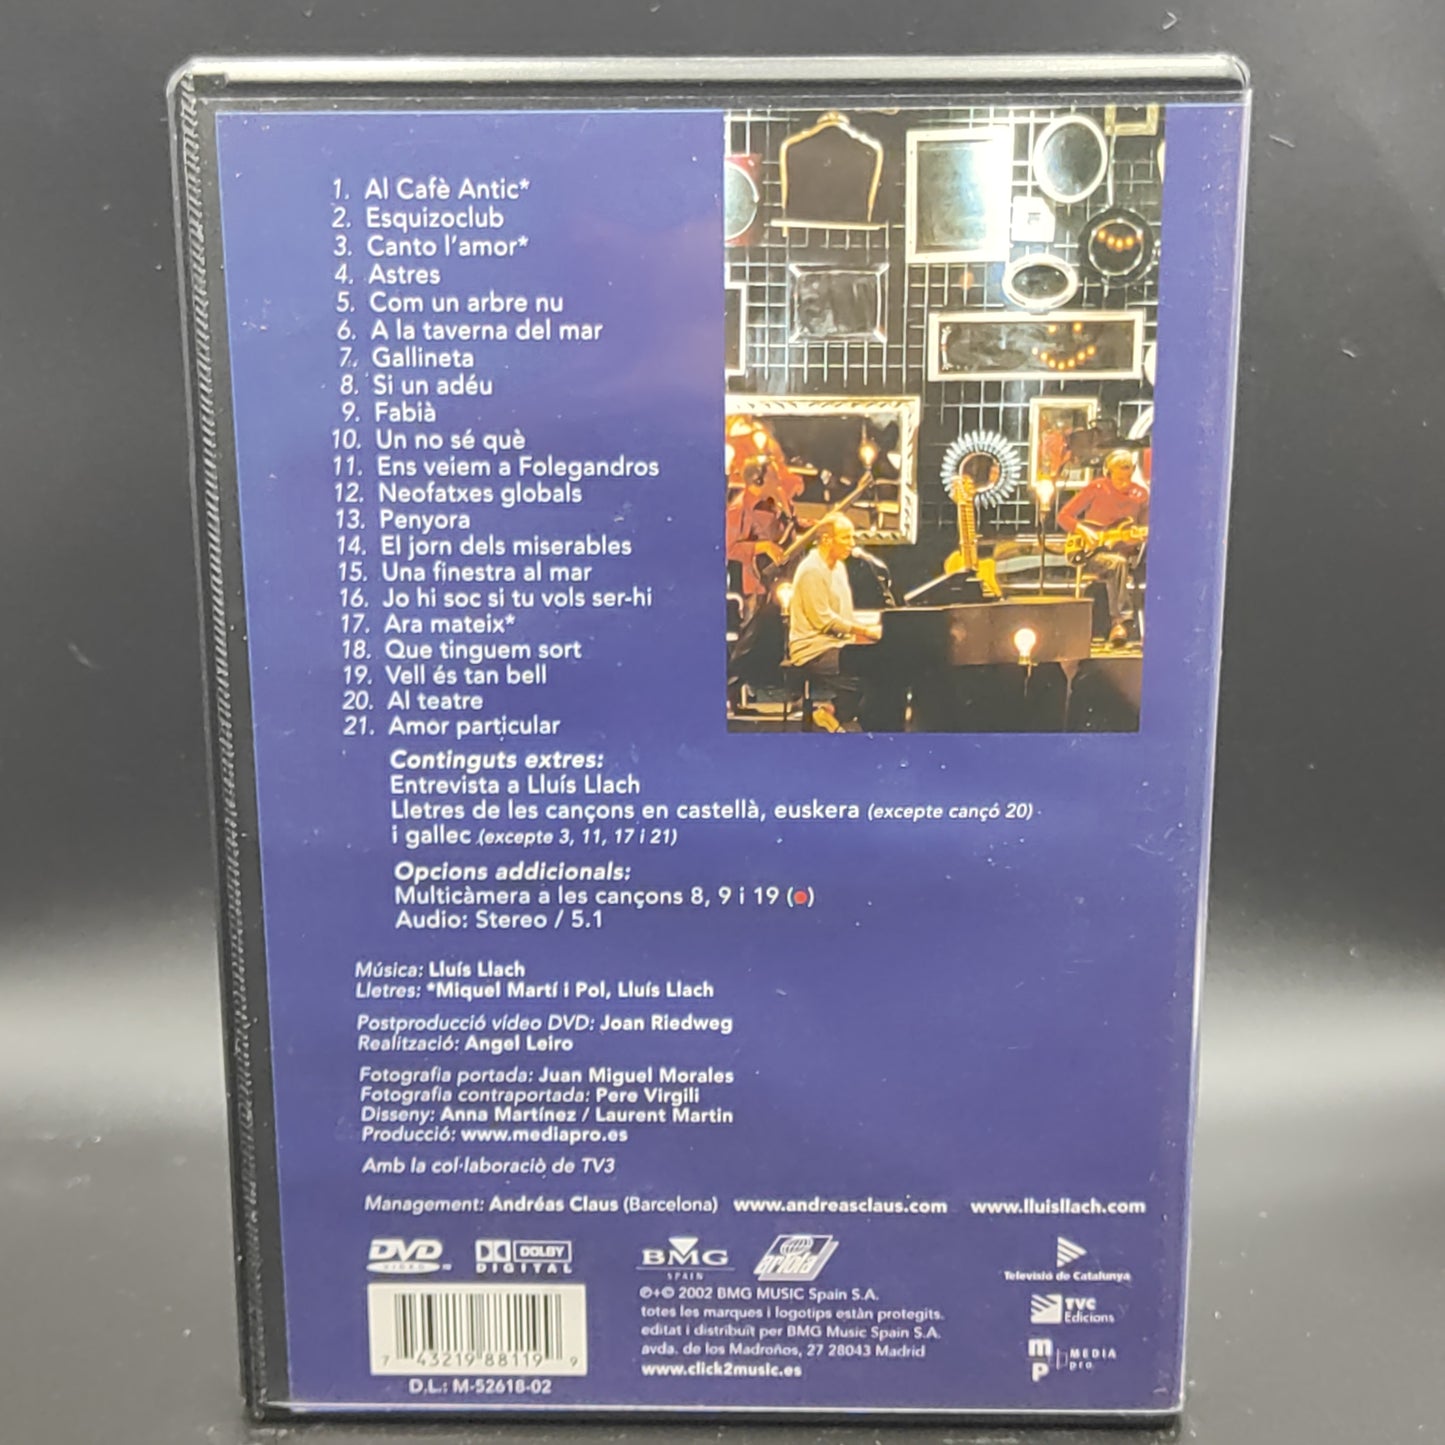 1. Al Cafè Antic*
2. Esquizoclub
3. Canto l'amor*
4. Astres
5. Com un arbre nu
6. A la taverna del mar
7. Gallineta
8. Si un adéu
9. Fabià
10. Un no sé què
11. Ens veiem a Folegandros
12. Neofatxes globals
13. Penyora
14. El jorn dels miserables
15. Una finestra al mar
16. Jo hi soc si tu vols ser-hi
17. Ara mateix*
18. Que tinguem sort
19. Vell és tan bell
20. Al teatre
21. Amor particular
Continguts extres:
Entrevista a Lluís Llach
Lletres de les cançons en castellà, euskera (excepte cançó 20)
i gallec (excepte 3, 11, 17 i 21)
Opcions addicionals:
Multicàmera a les cançons 8, 9 i 19 (●)
Audio: Stereo / 5.1
Música: Lluís Llach
Lletres: *Miquel Martí i Pol, Lluís Llach
Postproducció vídeo DVD: Joan Riedweg
Realització: Angel Leiro
Fotografia portada: Juan Miguel Morales
Fotografia contraportada: Pere Virgili
Disseny: Anna Martínez / Laurent Martin
Producció: www.mediapro.es
Amb la col·laboraciò de TV3
Management: Andréas Claus (Barcelona) www.andreasclaus.com www.lluisllach.com
DVD VIDEO
DOLBY DIGITAL
BMG SPAIN
ariola
Televisió de Catalunya
TVC Edicions
mp MEDIA pro
℗+© 2002 BMG MUSIC Spain S.A.
totes les marques i logotips estàn protegits.
editat i distribuït per BMG Music Spain S.A.
avda. de los Madroños, 27 28043 Madrid
www.click2music.es
7 43219 88119 9
D.L.: M-52618-02